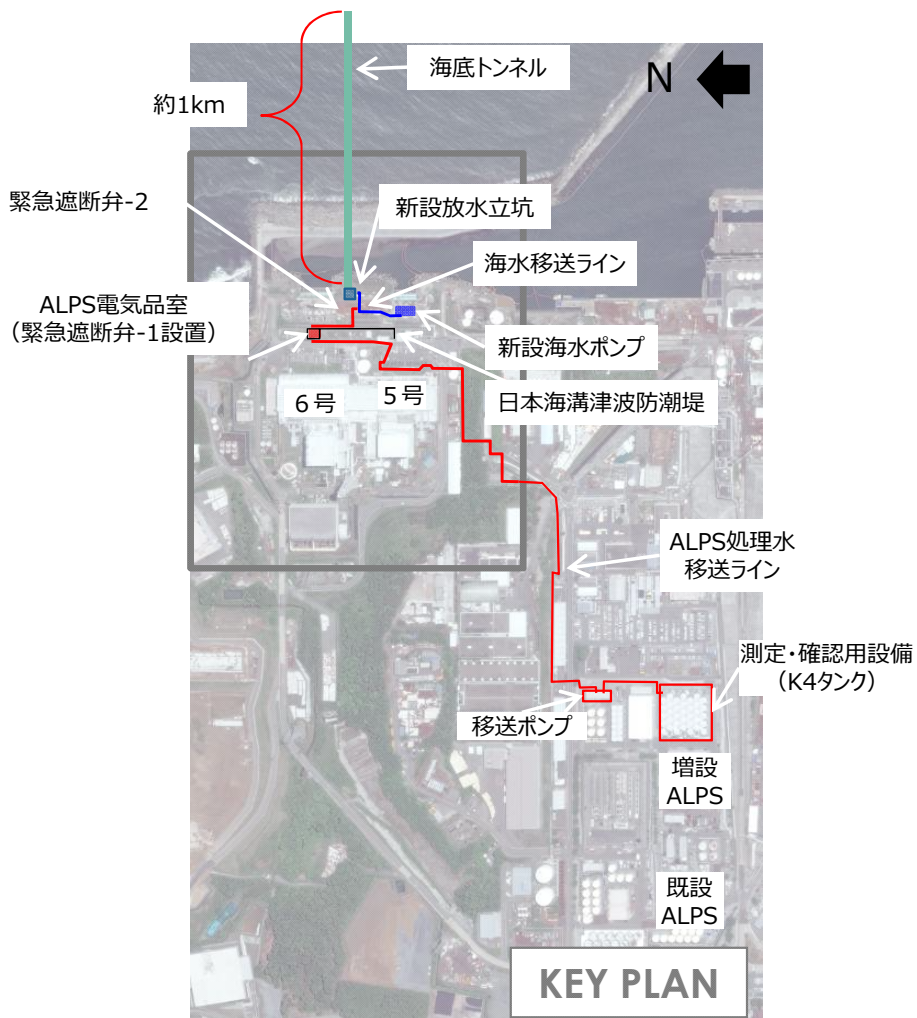 海底トンネル
N
約1km
緊急遮断弁-2
新設放水立坑
海水移送ライン
ALPS電気品室
（緊急遮断弁-1設置）
新設海水ポンプ
６号
５号
日本海溝津波防潮堤
ALPS処理水
移送ライン
測定・確認用設備
（K4タンク）
移送ポンプ
増設
ALPS
既設
ALPS
KEY PLAN